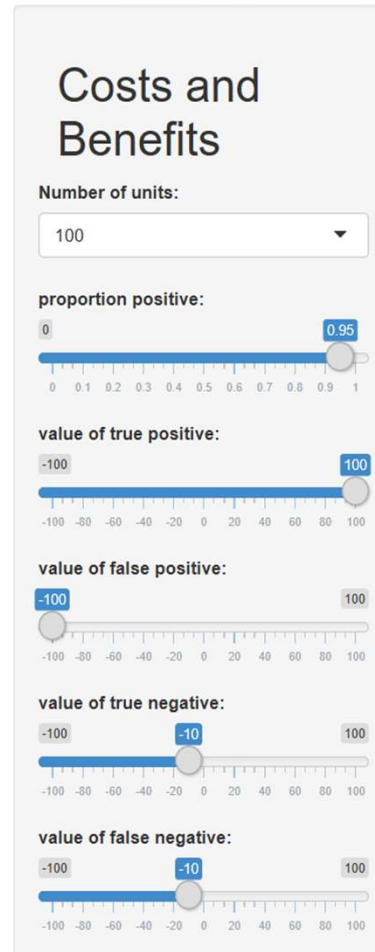 Costs and
Benefits
Number of units:
100
proportion positive:
0 0.95
0 0.1 0.2 0.3 0.4 0.5 0.6 0.7 0.8 0.9 1
value of true positive:
-100 100
-100 -80 -60 -40 -20 0 20 40 60 80 100
value of false positive:
-100 100
-100 -80 -60 -40 -20 0 20 40 60 80 100
value of true negative:
-100 -10 100
-100 -80 -60 -40 -20 0 20 40 60 80 100
value of false negative:
-100 -10 100
-100 -80 -60 -40 -20 0 20 40 60 80 100